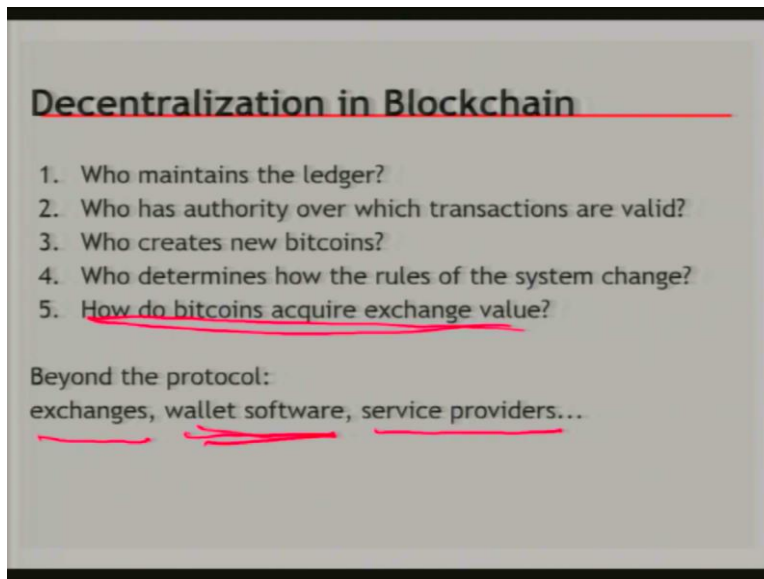 Decentralization in Blockchain
1. Who maintains the ledger?
2. Who has authority over which transactions are valid?
3. Who creates new bitcoins?
4. Who determines how the rules of the system change?
5. How do bitcoins acquire exchange value?
Beyond the protocol:
exchanges, wallet software, service providers...